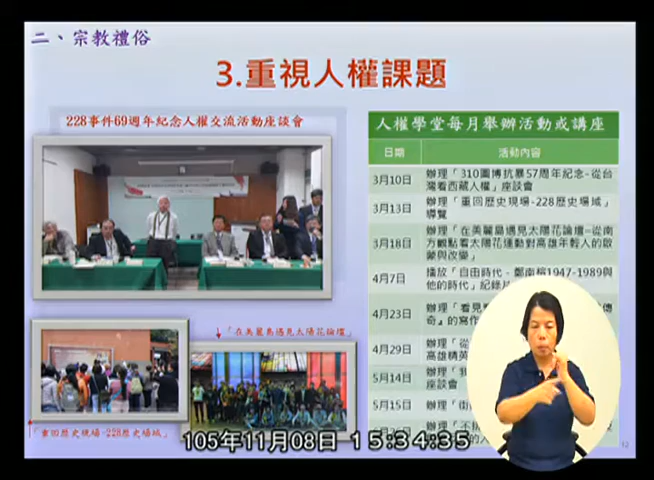 二、宗教禮俗
3.重視人權課題
228事件69週年紀念人權交流活動座談會
人權學堂每月舉辦活動或講座
日期 活動內容
3月10日 辦理「310圖博抗暴57周年紀念-從台
灣看西藏人權」座談會
3月13日 辦理「重回歷史現場-228歷史場域」
導覽
3月18日 辦理「在美麗島遇見太陽花論壇-從南
方觀點看太陽花運動對高雄年輕人的啟
蒙與改變」
4月7日 播放「自由時代-鄭南榕1947-1989與
他的時代」紀錄
4月23日 辦理「看見 傳
奇』的寫作
4月29日 辦理「從
高雄精英
5月14日 辦理「
座談會
5月15日 辦理「街
辦理「不
的人
「在美麗島遇見太陽花論壇」
「重回歷史現場-228歷史場域」
105年11月08日 15:34:35
12